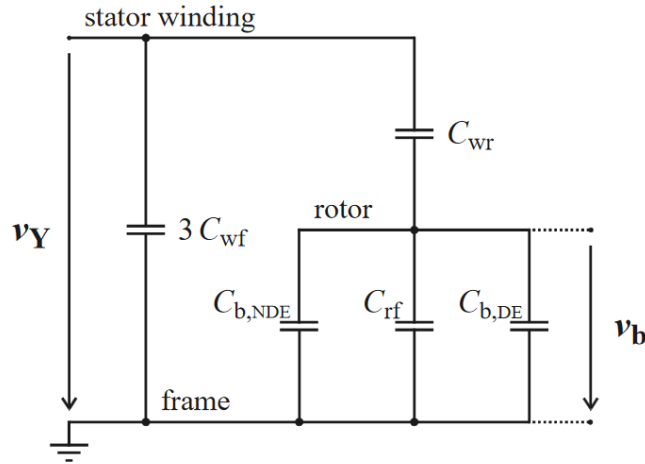 stator winding
C_wr
rotor
v_Y
3 C_wf
C_b,NDE
C_rf
C_b,DE
v_b
frame